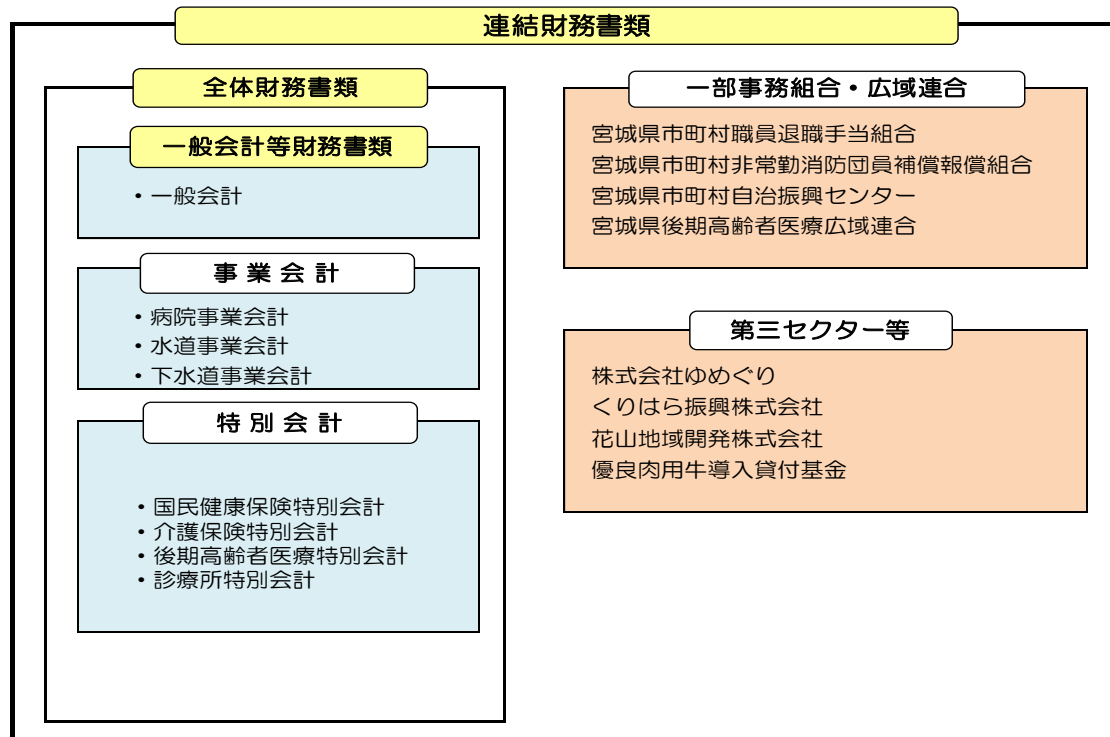 連結財務書類
全体財務書類
一般会計等財務書類
・一般会計
事業会計
・病院事業会計
・水道事業会計
・下水道事業会計
特別会計
・国民健康保険特別会計
・介護保険特別会計
・後期高齢者医療特別会計
・診療所特別会計
一部事務組合・広域連合
宮城県市町村職員退職手当組合
宮城県市町村非常勤消防団員補償報償組合
宮城県市町村自治振興センター
宮城県後期高齢者医療広域連合
第三セクター等
株式会社ゆめぐり
くりはら振興株式会社
花山地域開発株式会社
優良肉用牛導入貸付基金